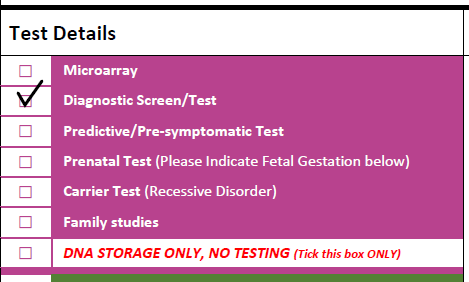 Test Details
Microarray
Diagnostic Screen/Test
Predictive/Pre-symptomatic Test
Prenatal Test (Please Indicate Fetal Gestation below)
Carrier Test (Recessive Disorder)
Family studies
DNA STORAGE ONLY, NO TESTING (Tick this box ONLY)